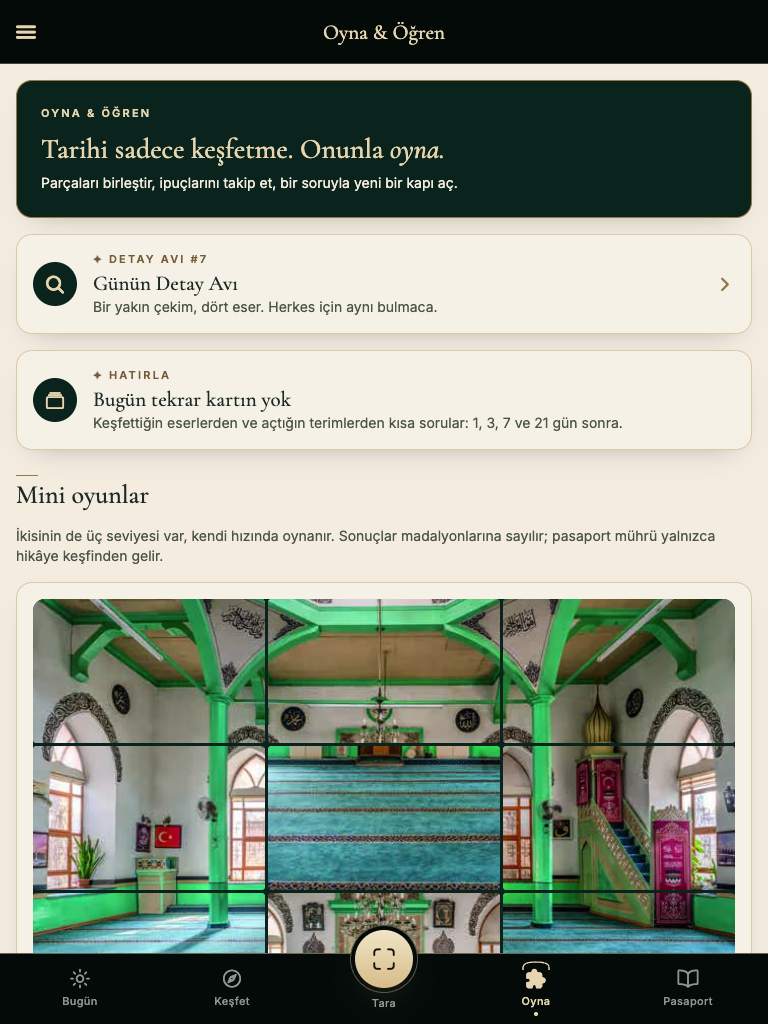 Oyna & Öğren
OYNA & ÖĞREN
Tarihi sadece keşfetme. Onunla oyna.
Parçaları birleştir, ipuçlarını takip et, bir soruyla yeni bir kapı aç.
DETAY AVI #7
Günün Detay Avı
Bir yakın çekim, dört eser. Herkes için aynı bulmaca.
HATIRLA
Bugün tekrar kartın yok
Keşfettiğin eserlerden ve açtığın terimlerden kısa sorular: 1, 3, 7 ve 21 gün sonra.
Mini oyunlar
İkisinin de üç seviyesi var, kendi hızında oynanır. Sonuçlar madalyonlarına sayılır; pasaport mührü yalnızca
hikâye keşfinden gelir.
Bugün
Keşfet
Tara
Oyna
Pasaport